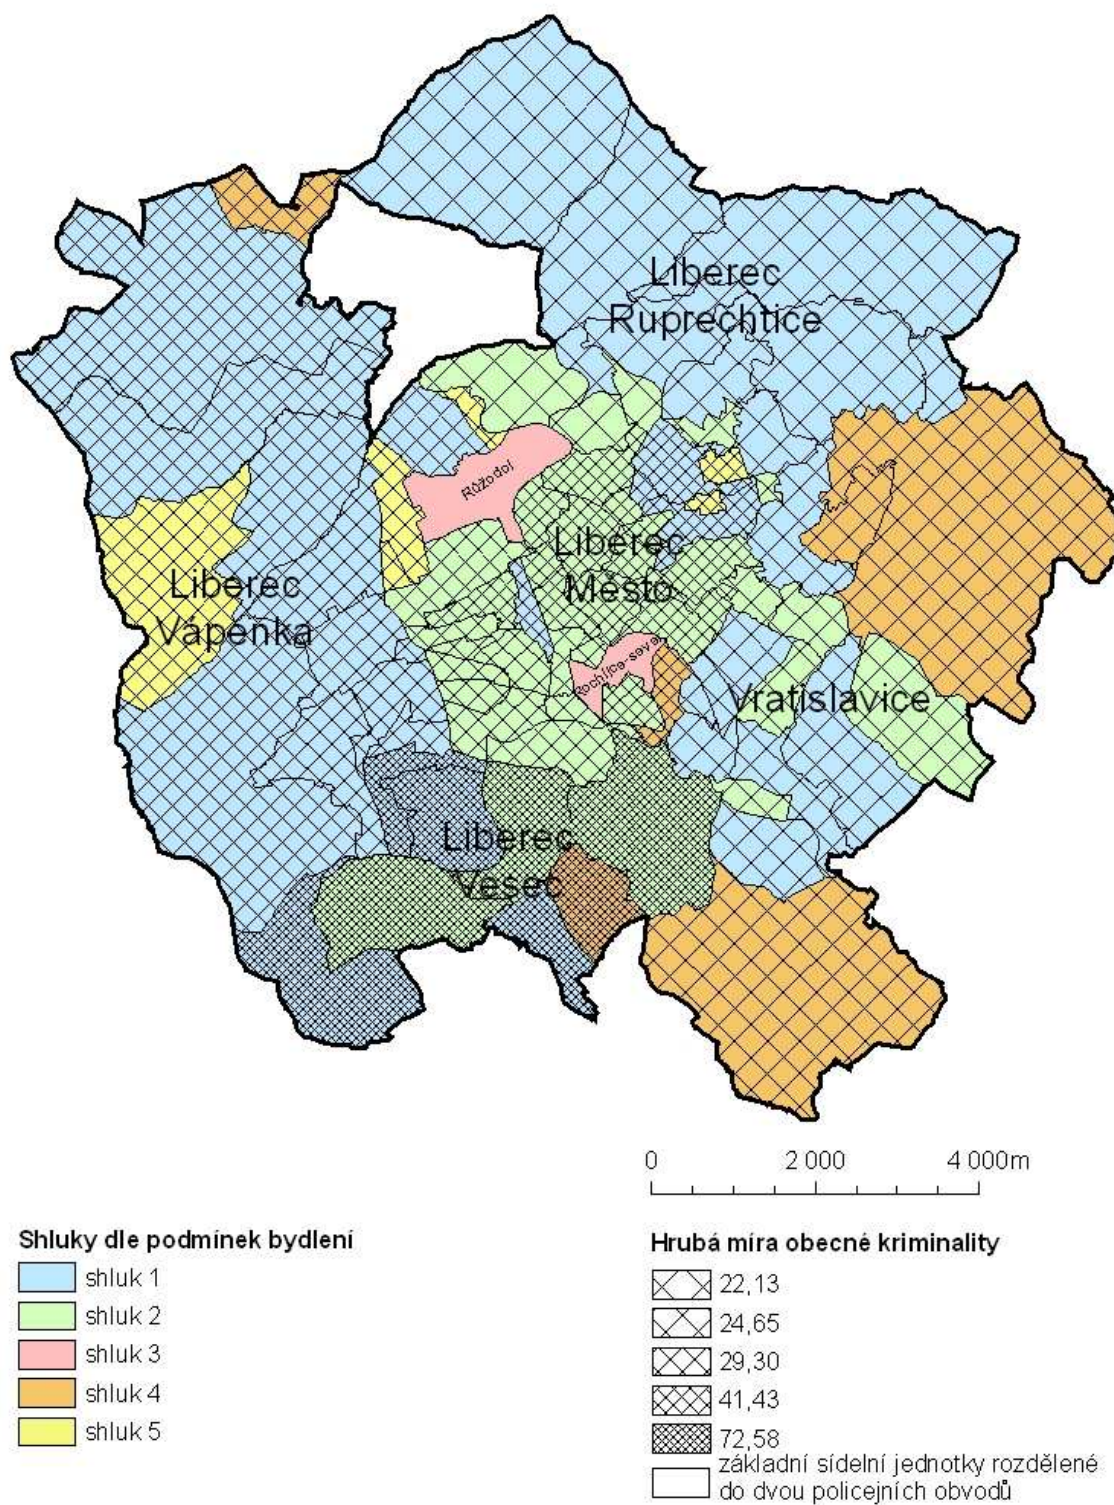 Liberec
Ruprechtice
Růžodol
Liberec
Město
Liberec
Vápenka
Rochlice-sever
Vratislavice
Liberec
Vesec
0 2 000 4 000m
Shluky dle podmínek bydlení
shluk 1
shluk 2
shluk 3
shluk 4
shluk 5
Hrubá míra obecné kriminality
22,13
24,65
29,30
41,43
72,58
základní sídelní jednotky rozdělené
do dvou policejních obvodů